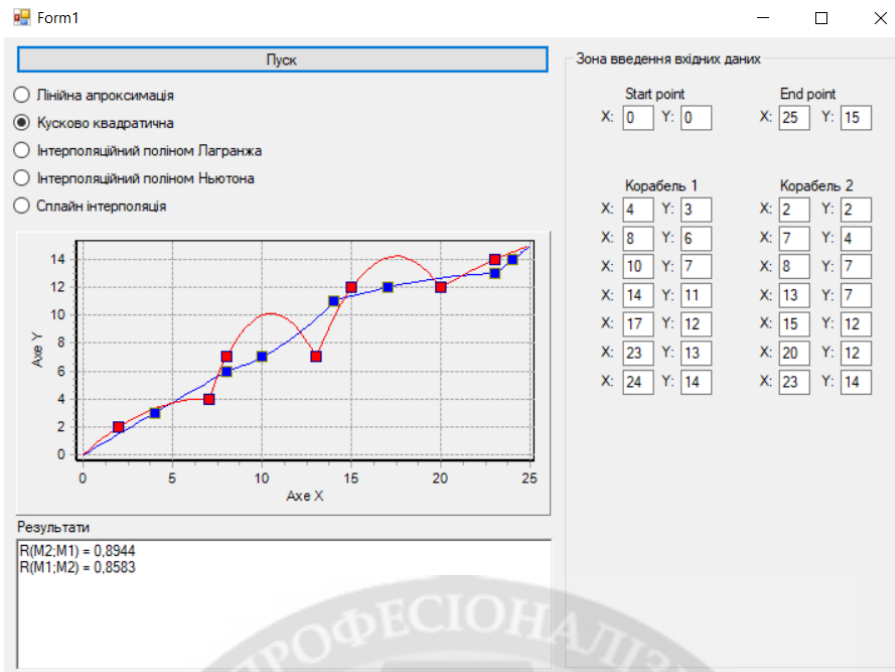 Form1
Пуск
Лінійна апроксимація
Кусково квадратична
Інтерполяційний поліном Лагранжа
Інтерполяційний поліном Ньютона
Сплайн інтерполяція
Axe Y
14
12
10
8
6
4
2
0
0 5 10 15 20 25
Axe X
Результати
R(M2;M1) = 0,8944
R(M1;M2) = 0,8583
Зона введення вхідних даних
Start point End point
X: 0 Y: 0 X: 25 Y: 15
Корабель 1 Корабель 2
X: 4 Y: 3 X: 2 Y: 2
X: 8 Y: 6 X: 7 Y: 4
X: 10 Y: 7 X: 8 Y: 7
X: 14 Y: 11 X: 13 Y: 7
X: 17 Y: 12 X: 15 Y: 12
X: 23 Y: 13 X: 20 Y: 12
X: 24 Y: 14 X: 23 Y: 14